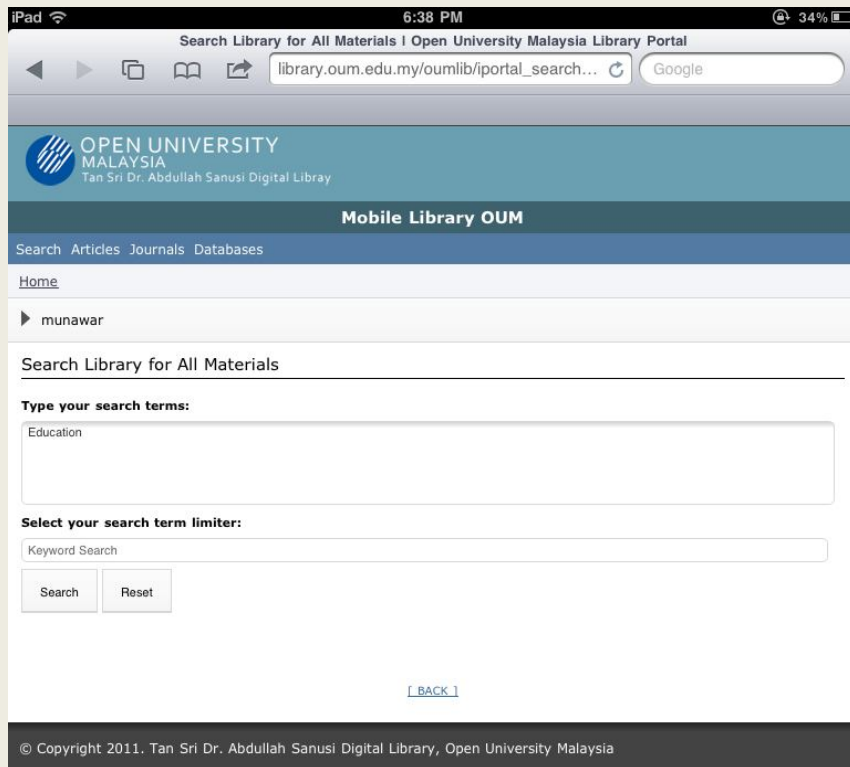 iPad 6:38 PM 34%
Search Library for All Materials | Open University Malaysia Library Portal
library.oum.edu.my/oumlib/iportal_search... Google
OPEN UNIVERSITY
MALAYSIA
Tan Sri Dr. Abdullah Sanusi Digital Libray
Mobile Library OUM
Search Articles Journals Databases
Home
munawar
Search Library for All Materials
Type your search terms:
Education
Select your search term limiter:
Keyword Search
Search Reset
[ BACK ]
© Copyright 2011. Tan Sri Dr. Abdullah Sanusi Digital Library, Open University Malaysia